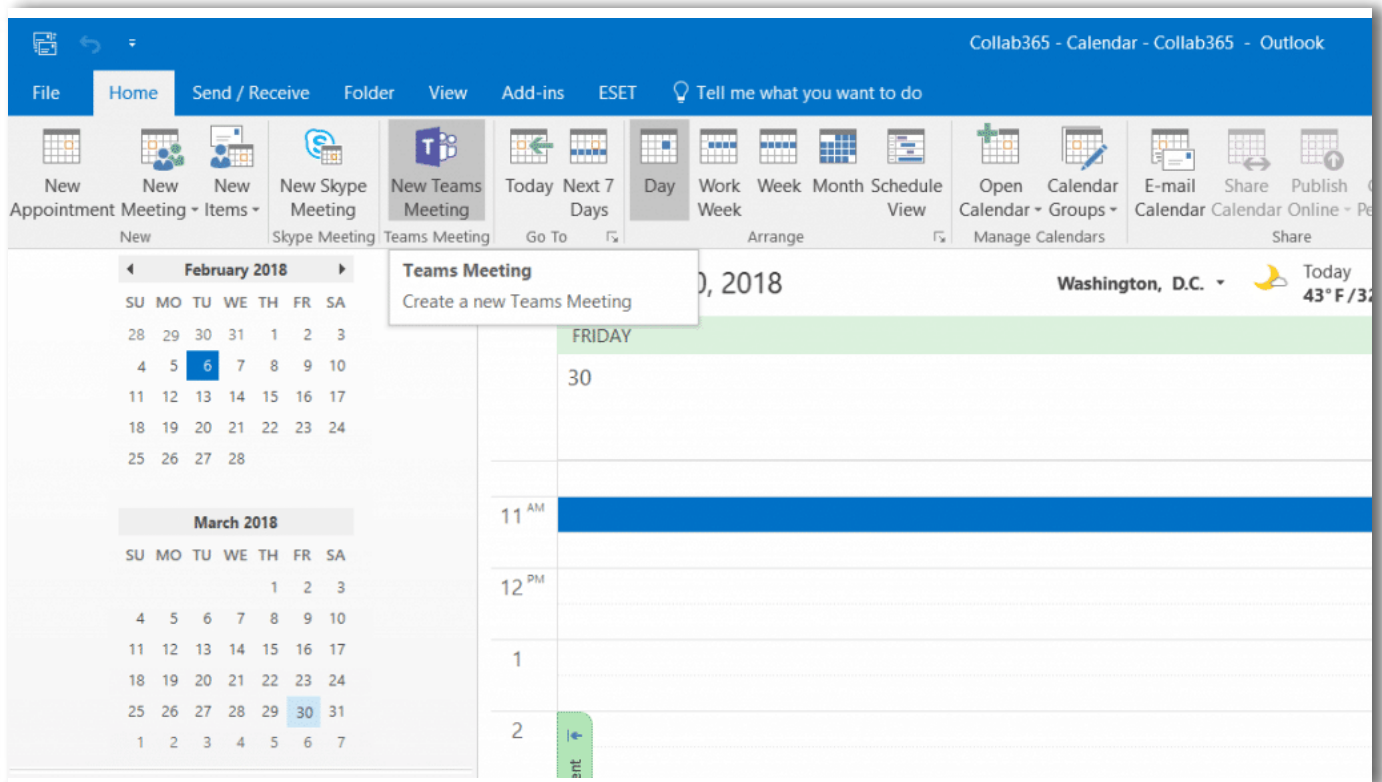 Collab365 - Calendar - Collab365 - Outlook
File Home Send / Receive Folder View Add-ins ESET Tell me what you want to do
New Appointment
New Meeting
New Items
New Skype Meeting
New Teams Meeting
Today
Next 7 Days
Day
Work Week
Week
Month
Schedule View
Open Calendar
Calendar Groups
E-mail Calendar
Share Calendar
Publish Online
New Skype Meeting Teams Meeting Go To Arrange Manage Calendars Share
Teams Meeting
Create a new Teams Meeting
February 2018
SU MO TU WE TH FR SA
28 29 30 31 1 2 3
4 5 6 7 8 9 10
11 12 13 14 15 16 17
18 19 20 21 22 23 24
25 26 27 28
March 2018
SU MO TU WE TH FR SA
1 2 3
4 5 6 7 8 9 10
11 12 13 14 15 16 17
18 19 20 21 22 23 24
25 26 27 28 29 30 31
1 2 3 4 5 6 7
0, 2018
Washington, D.C.
Today
43° F / 32
FRIDAY
30
11 AM
12 PM
1
2